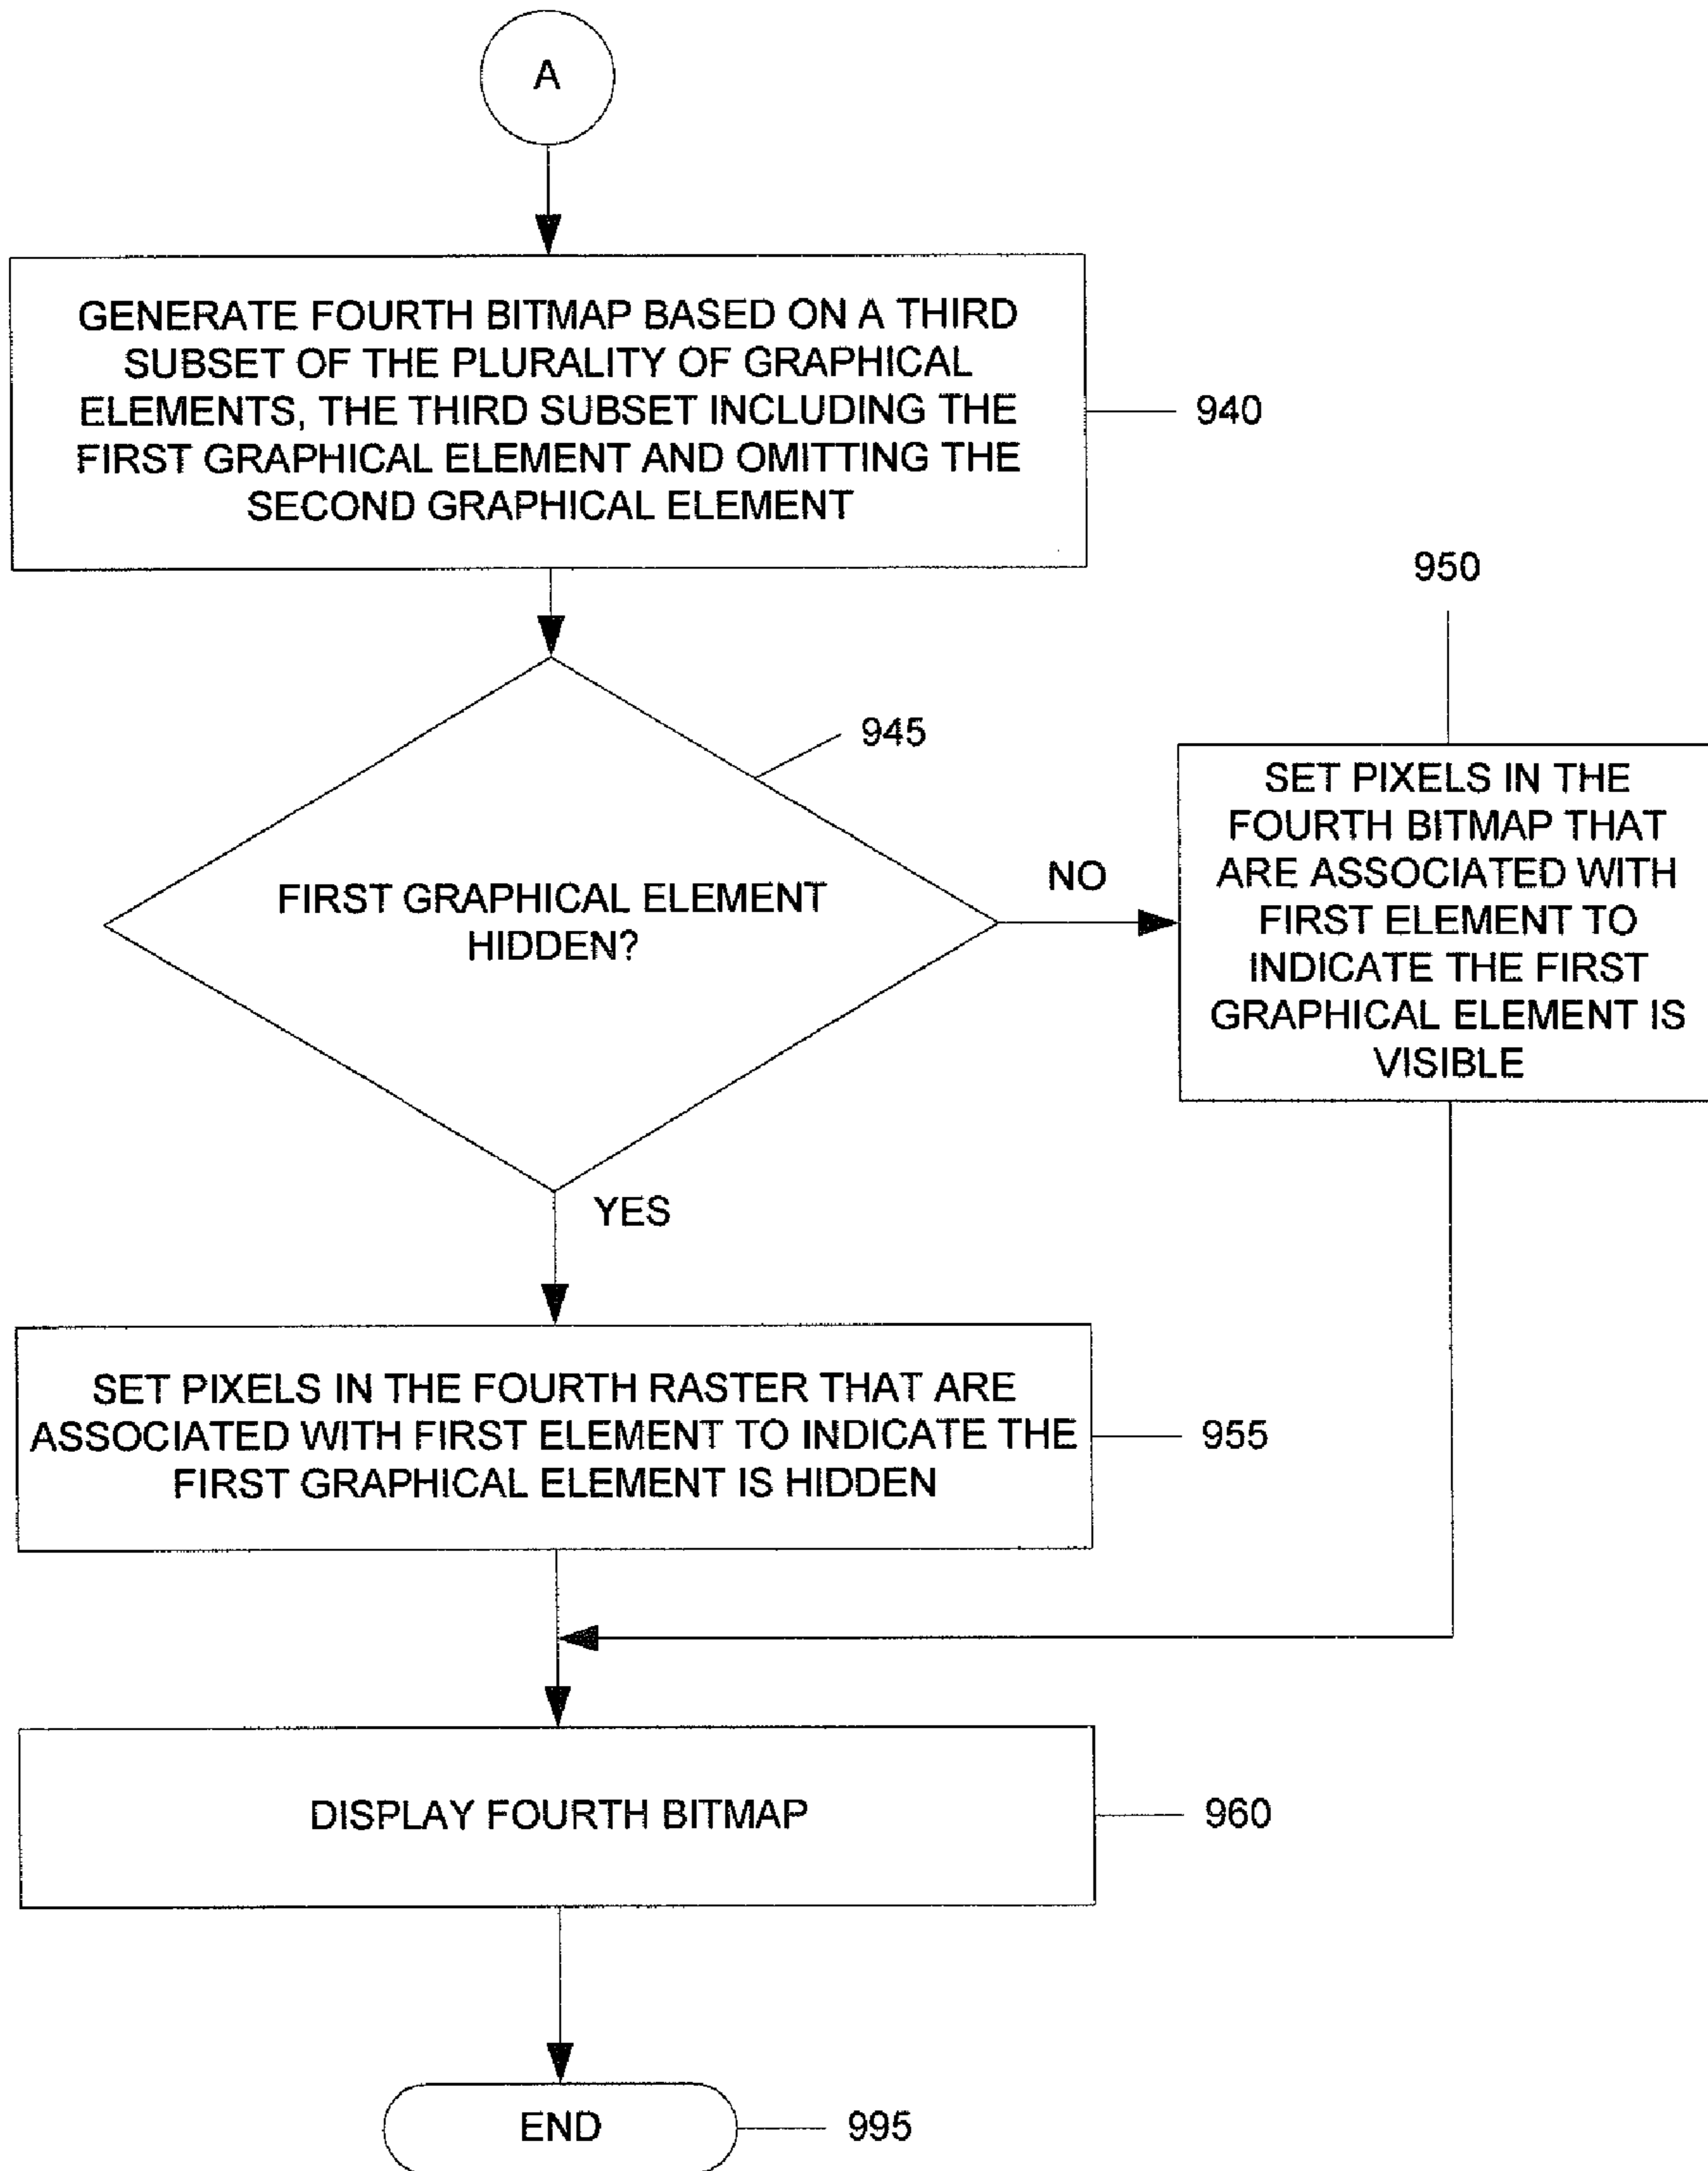 A
GENERATE FOURTH BITMAP BASED ON A THIRD
SUBSET OF THE PLURALITY OF GRAPHICAL
ELEMENTS, THE THIRD SUBSET INCLUDING THE
FIRST GRAPHICAL ELEMENT AND OMITTING THE
SECOND GRAPHICAL ELEMENT
940
945
FIRST GRAPHICAL ELEMENT
HIDDEN?
NO
950
SET PIXELS IN THE
FOURTH BITMAP THAT
ARE ASSOCIATED WITH
FIRST ELEMENT TO
INDICATE THE FIRST
GRAPHICAL ELEMENT IS
VISIBLE
YES
SET PIXELS IN THE FOURTH RASTER THAT ARE
ASSOCIATED WITH FIRST ELEMENT TO INDICATE THE
FIRST GRAPHICAL ELEMENT IS HIDDEN
955
DISPLAY FOURTH BITMAP
960
END
995